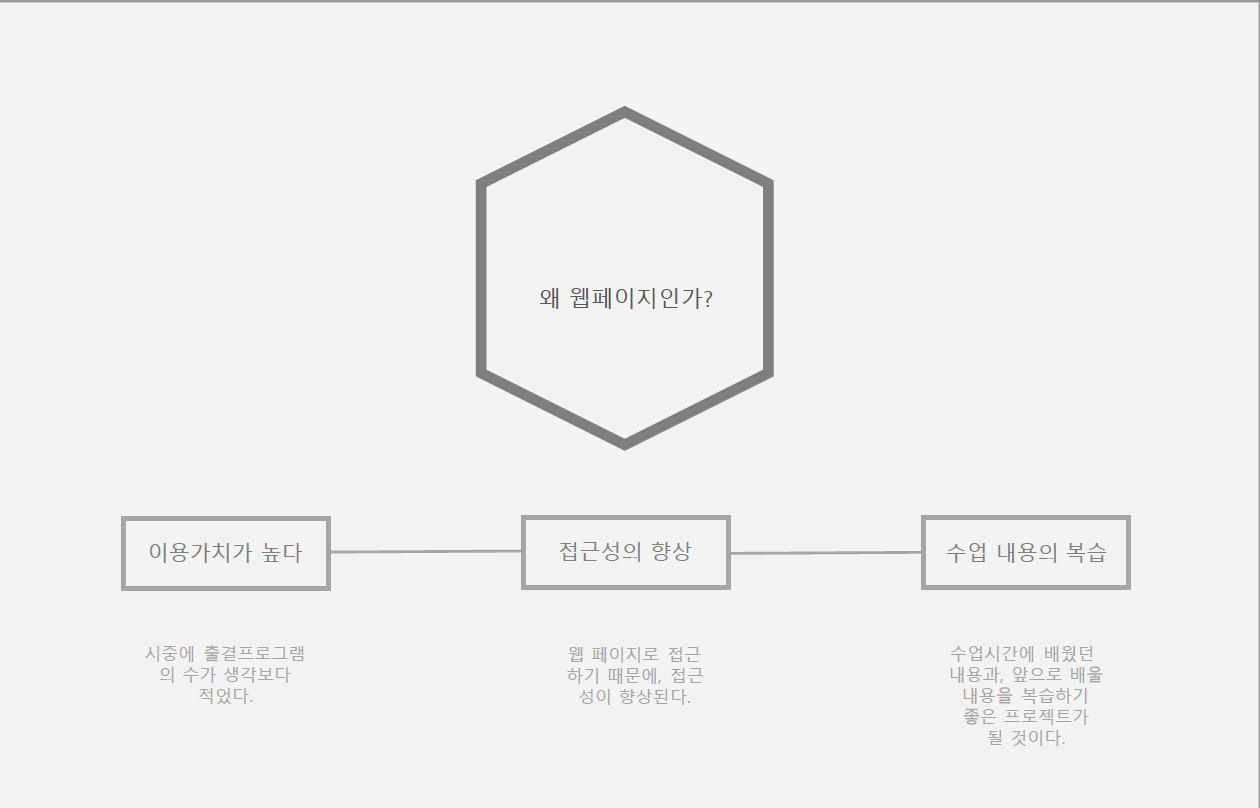 왜 웹페이지인가?
이용가치가 높다
접근성의 향상
수업 내용의 복습
시중에 출결프로그램
의 수가 생각보다
적었다.
웹 페이지로 접근
하기 때문에, 접근
성이 향상된다.
수업시간에 배웠던
내용과, 앞으로 배울
내용을 복습하기
좋은 프로젝트가
될 것이다.